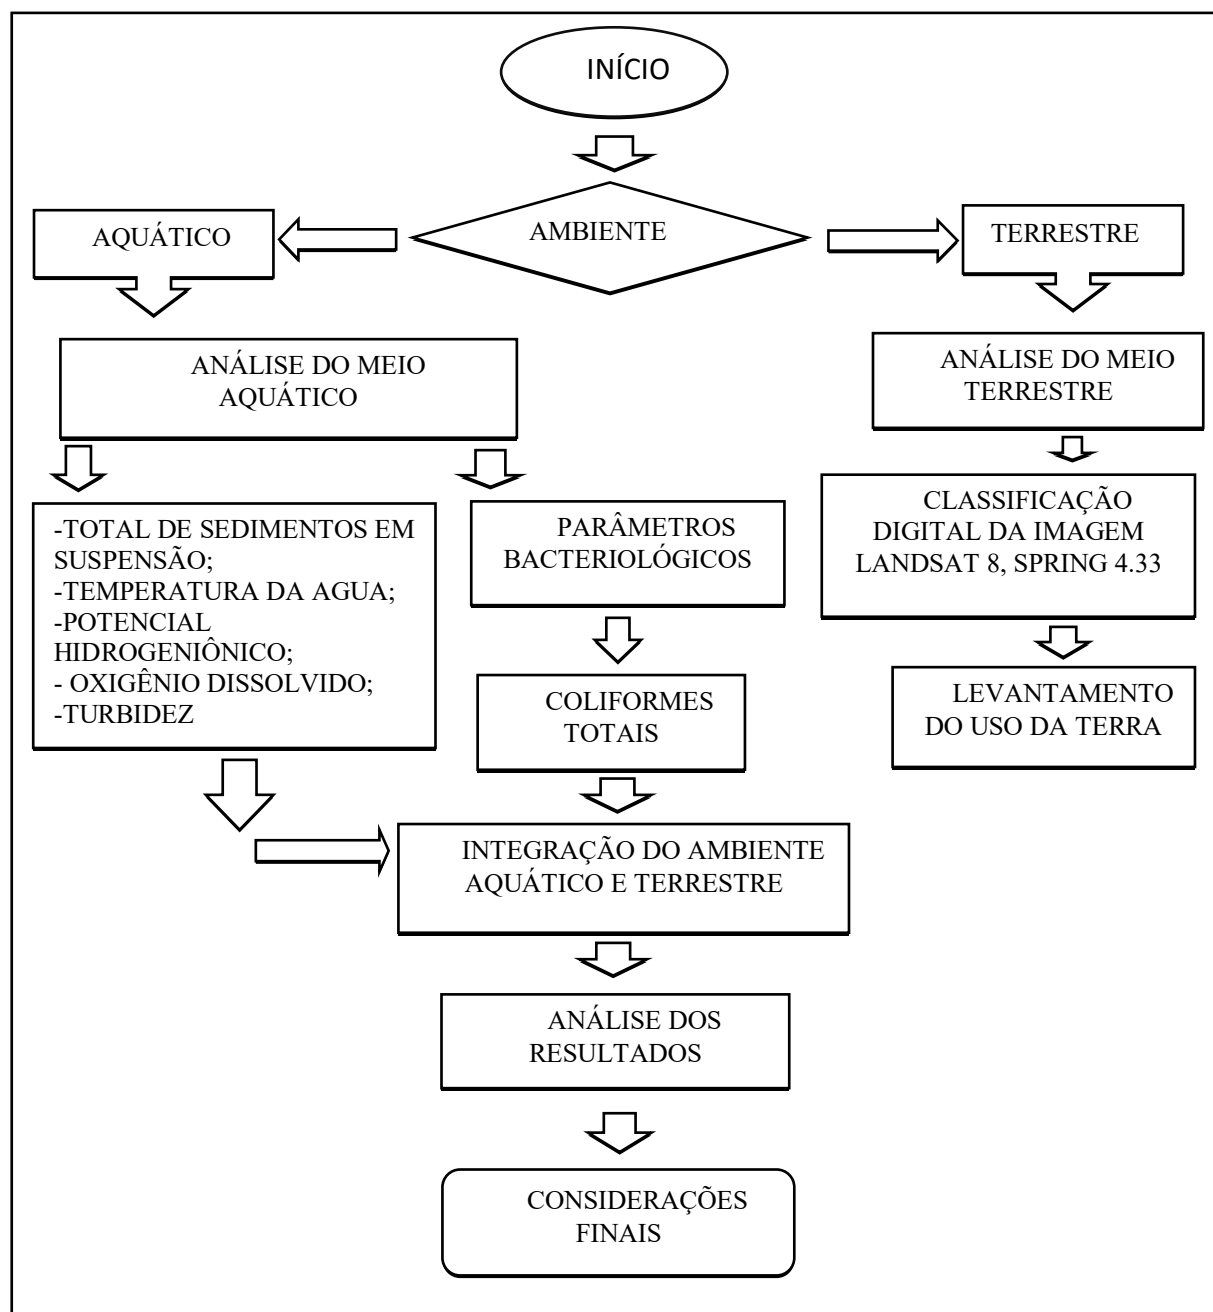 INÍCIO
AMBIENTE
AQUÁTICO
TERRESTRE
ANÁLISE DO MEIO
AQUÁTICO
ANÁLISE DO MEIO
TERRESTRE
-TOTAL DE SEDIMENTOS EM
SUSPENSÃO;
-TEMPERATURA DA AGUA;
-POTENCIAL
HIDROGENIÔNICO;
- OXIGÊNIO DISSOLVIDO;
-TURBIDEZ
PARÂMETROS
BACTERIOLÓGICOS
CLASSIFICAÇÃO
DIGITAL DA IMAGEM
LANDSAT 8, SPRING 4.33
COLIFORMES
TOTAIS
LEVANTAMENTO
DO USO DA TERRA
INTEGRAÇÃO DO AMBIENTE
AQUÁTICO E TERRESTRE
ANÁLISE DOS
RESULTADOS
CONSIDERAÇÕES
FINAIS